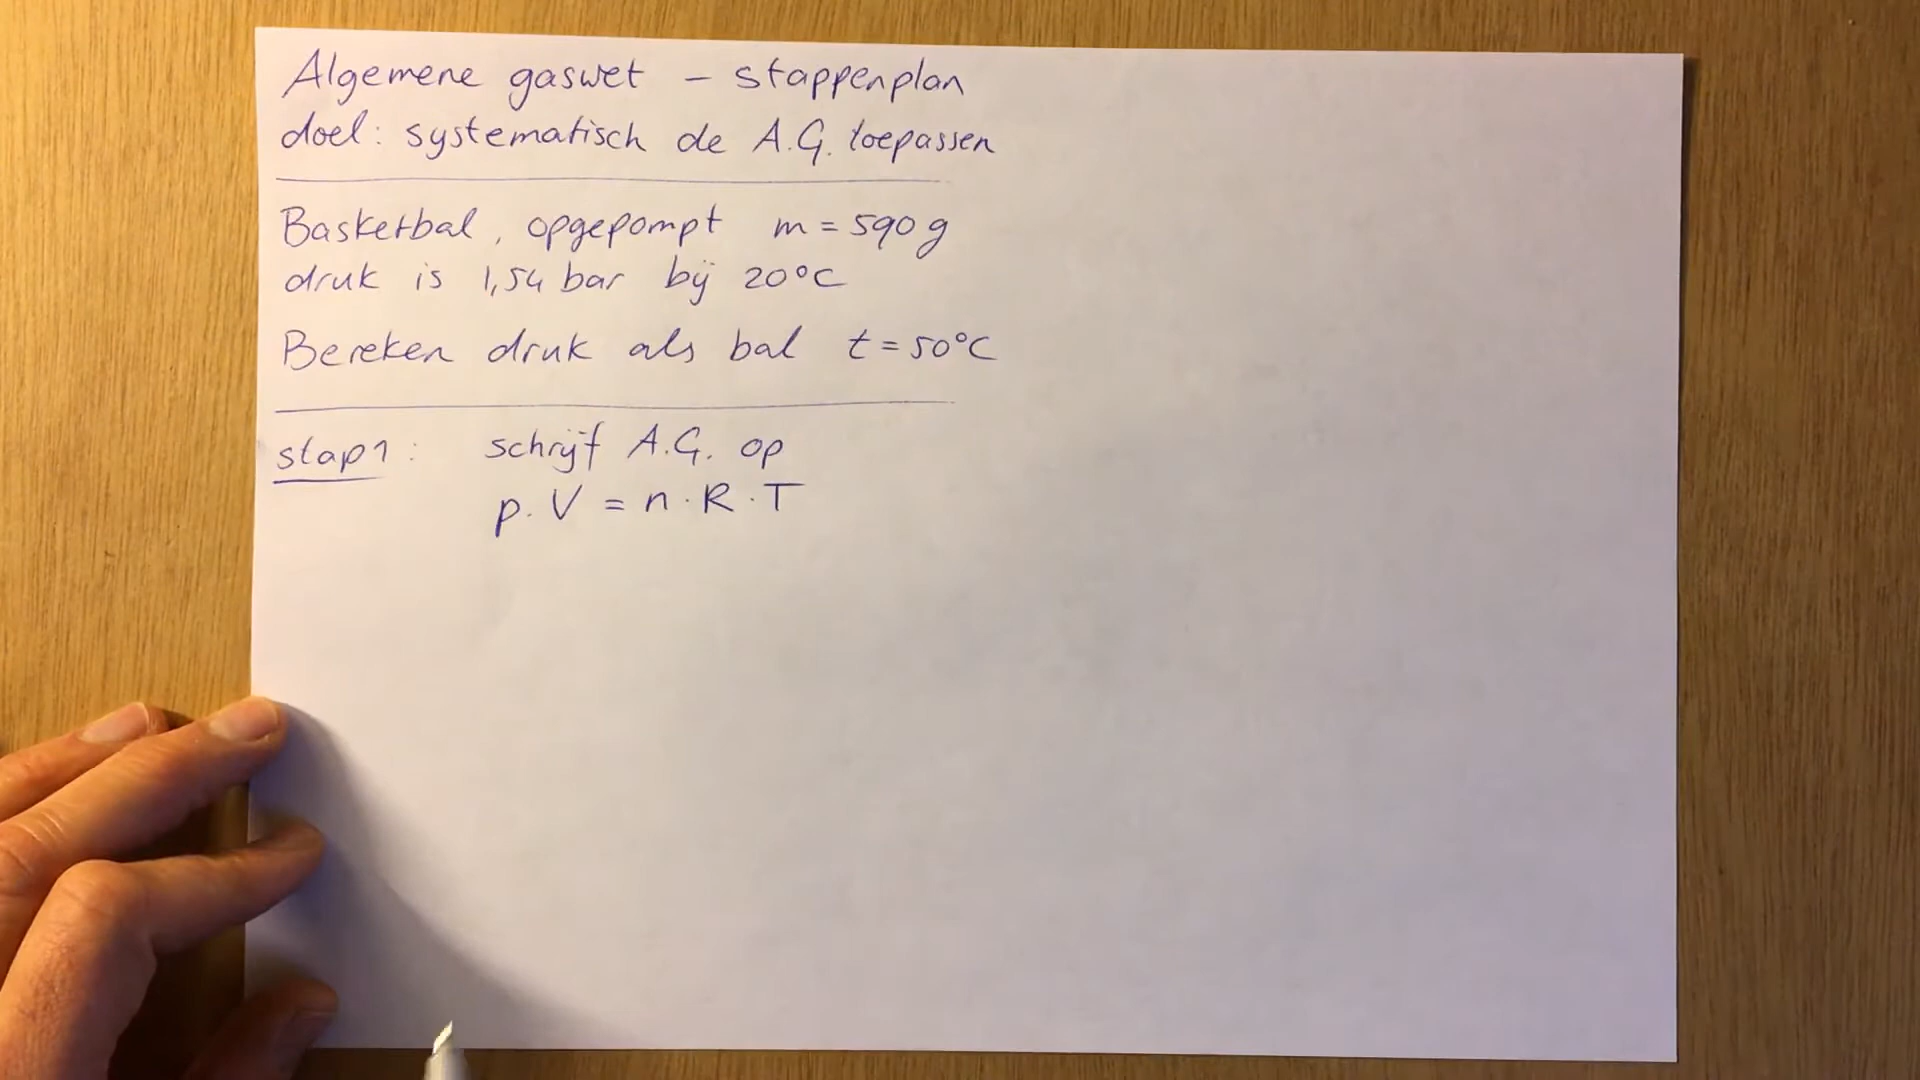 Algemene gaswet - stappenplan
doel: systematisch de A.G. toepassen
Basketbal, opgepompt m = 590 g
druk is 1,54 bar bij 20°C
Bereken druk als bal t = 50°C
stap 1: schrijf A.G. op
p · V = n · R · T